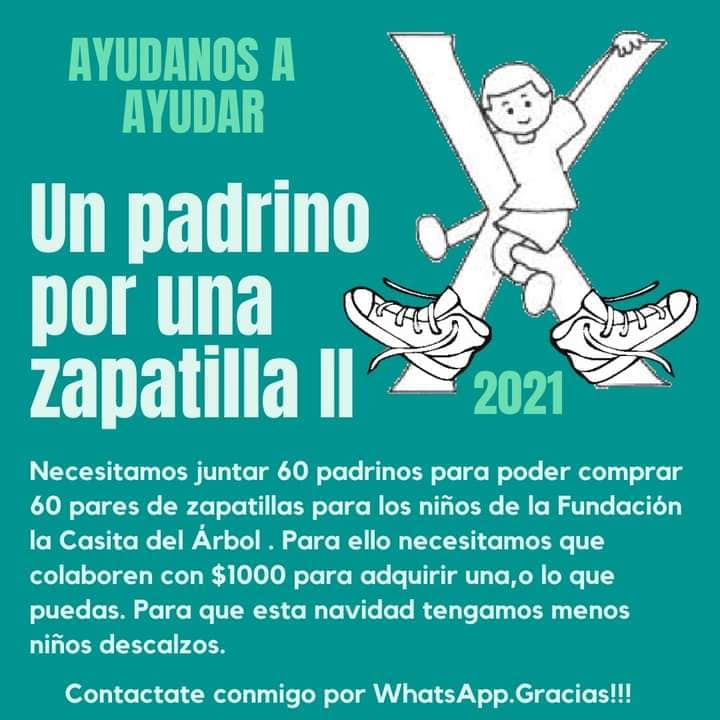 AYUDANOS A
AYUDAR
Un padrino
por una
zapatilla II
2021
Necesitamos juntar 60 padrinos para poder comprar
60 pares de zapatillas para los niños de la Fundación
la Casita del Árbol . Para ello necesitamos que
colaboren con $1000 para adquirir una,o lo que
puedas. Para que esta navidad tengamos menos
niños descalzos.
Contactate conmigo por WhatsApp.Gracias!!!